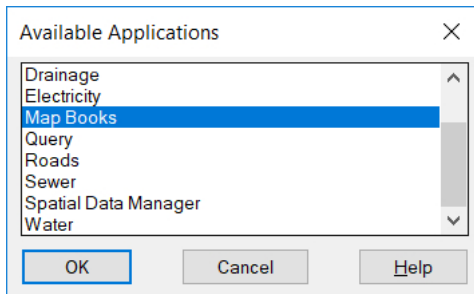 Available Applications
Drainage
Electricity
Map Books
Query
Roads
Sewer
Spatial Data Manager
Water
OK Cancel Help